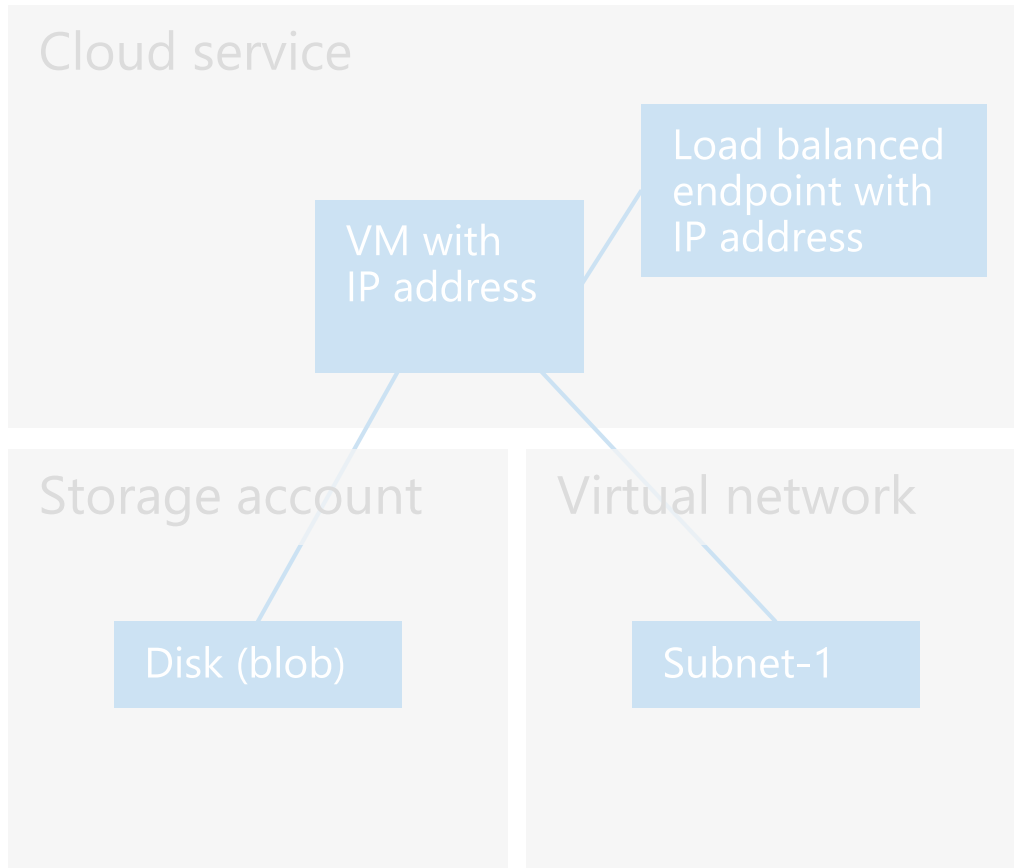 Cloud service
Load balanced
endpoint with
IP address
VM with
IP address
Storage account
Virtual network
Disk (blob)
Subnet-1